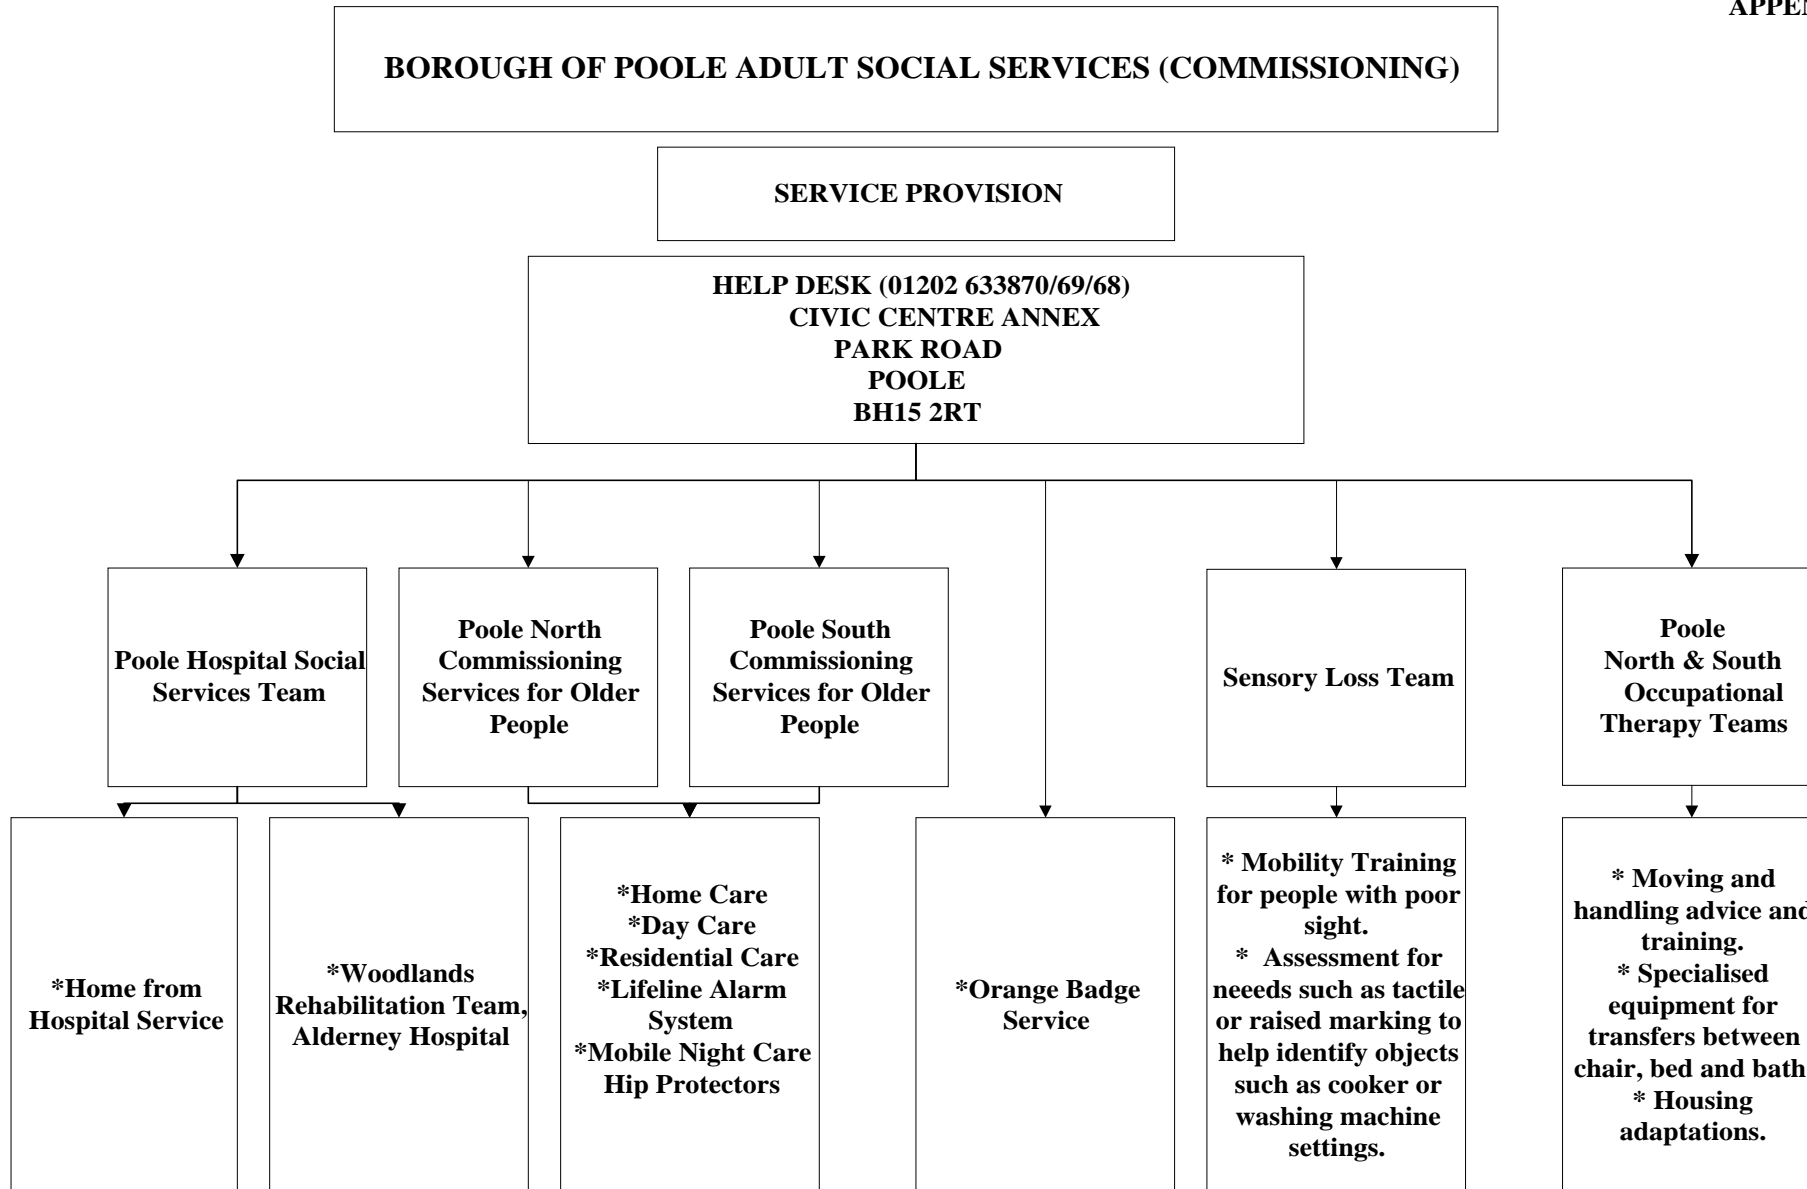 APPEN
BOROUGH OF POOLE ADULT SOCIAL SERVICES (COMMISSIONING)
SERVICE PROVISION
HELP DESK (01202 633870/69/68)
CIVIC CENTRE ANNEX
PARK ROAD
POOLE
BH15 2RT
Poole Hospital Social
Services Team
Poole North
Commissioning
Services for Older
People
Poole South
Commissioning
Services for Older
People
Sensory Loss Team
Poole
North & South
Occupational
Therapy Teams
*Home from
Hospital Service
*Woodlands
Rehabilitation Team,
Alderney Hospital
*Home Care
*Day Care
*Residential Care
*Lifeline Alarm
System
*Mobile Night Care
Hip Protectors
*Orange Badge
Service
* Mobility Training
for people with poor
sight.
* Assessment for
neeeds such as tactile
or raised marking to
help identify objects
such as cooker or
washing machine
settings.
* Moving and
handling advice and
training.
* Specialised
equipment for
transfers between
chair, bed and bath
* Housing
adaptations.